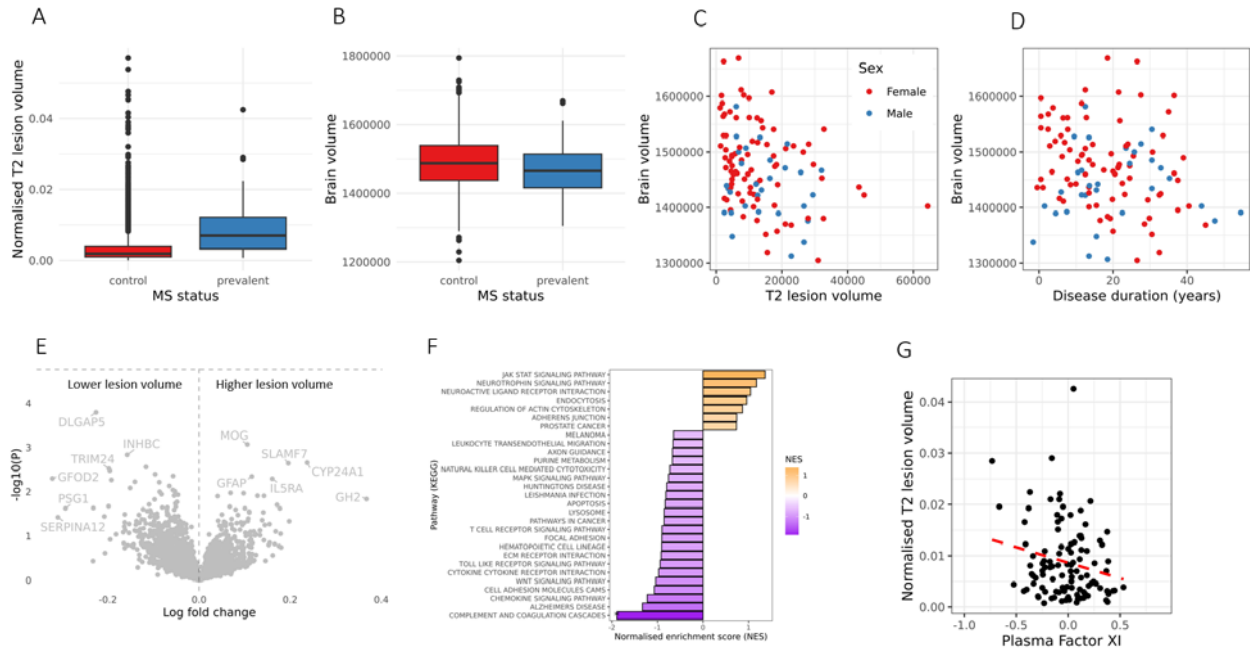 A
Normalised T2 lesion volume
0.04
0.02
0.00
control
prevalent
MS status
B
Brain volume
1800000
1600000
1400000
1200000
control
prevalent
MS status
C
Brain volume
1600000
1500000
1400000
1300000
0
20000
40000
60000
T2 lesion volume
Sex
Female
Male
D
Brain volume
1600000
1500000
1400000
1300000
0
20
40
Disease duration (years)
E
Lower lesion volume
Higher lesion volume
-log10(P)
4
3
2
1
0
DLGAP5
INHBC
TRIM24
GFOD2
PSG1
SERPINA12
MOG
SLAMF7
CYP24A1
GFAP
IL5RA
GH2
-0.2
0
0.2
0.4
Log fold change
F
Pathway (KEGG)
JAK STAT SIGNALING PATHWAY
NEUROTROPHIN SIGNALING PATHWAY
NEUROACTIVE LIGAND RECEPTOR INTERACTION
ENDOCYTOSIS
REGULATION OF ACTIN CYTOSKELETON
ADHERENS JUNCTION
PROSTATE CANCER
MELANOMA
LEUKOCYTE TRANSENDOTHELIAL MIGRATION
AXON GUIDANCE
PURINE METABOLISM
NATURAL KILLER CELL MEDIATED CYTOTOXICITY
MAPK SIGNALING PATHWAY
HUNTINGTONS DISEASE
LEISHMANIA INFECTION
APOPTOSIS
LYSOSOME
PATHWAYS IN CANCER
T CELL RECEPTOR SIGNALING PATHWAY
FOCAL ADHESION
HEMATOPOIETIC CELL LINEAGE
ECM RECEPTOR INTERACTION
TOLL LIKE RECEPTOR SIGNALING PATHWAY
CYTOKINE CYTOKINE RECEPTOR INTERACTION
WNT SIGNALING PATHWAY
CELL ADHESION MOLECULES CAMS
CHEMOKINE SIGNALING PATHWAY
ALZHEIMERS DISEASE
COMPLEMENT AND COAGULATION CASCADES
-2
-1
0
1
Normalised enrichment score (NES)
NES
1
0
-1
G
Normalised T2 lesion volume
0.04
0.03
0.02
0.01
0.00
-1.0
-0.5
0.0
0.5
Plasma Factor XI